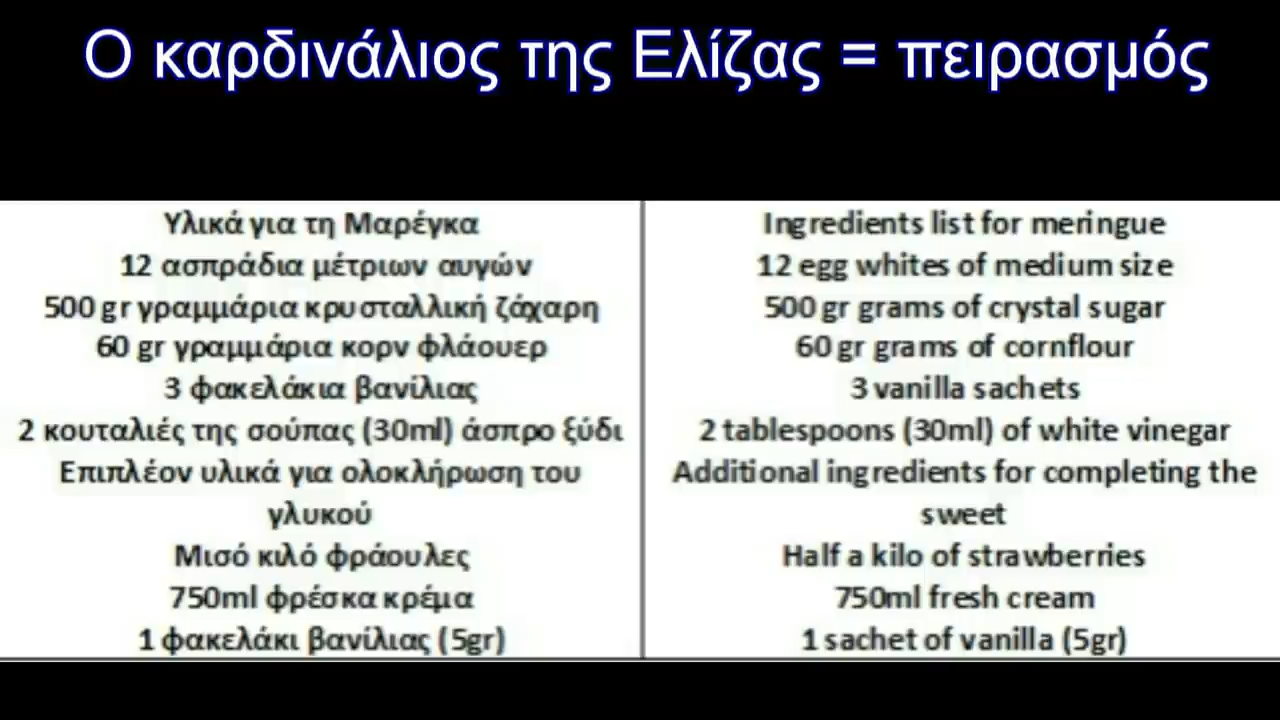 Ο καρδινάλιος της Ελίζας = πειρασμός
Υλικά για τη Μαρέγκα
12 ασπράδια μέτριων αυγών
500 gr γραμμάρια κρυσταλλική ζάχαρη
60 gr γραμμάρια κορν φλάουερ
3 φακελάκια βανίλιας
2 κουταλιές της σούπας (30ml) άσπρο ξύδι
Επιπλέον υλικά για ολοκλήρωση του
γλυκού
Μισό κιλό φράουλες
750ml φρέσκα κρέμα
1 φακελάκι βανίλιας (5gr)
Ingredients list for meringue
12 egg whites of medium size
500 gr grams of crystal sugar
60 gr grams of cornflour
3 vanilla sachets
2 tablespoons (30ml) of white vinegar
Additional ingredients for completing the
sweet
Half a kilo of strawberries
750ml fresh cream
1 sachet of vanilla (5gr)